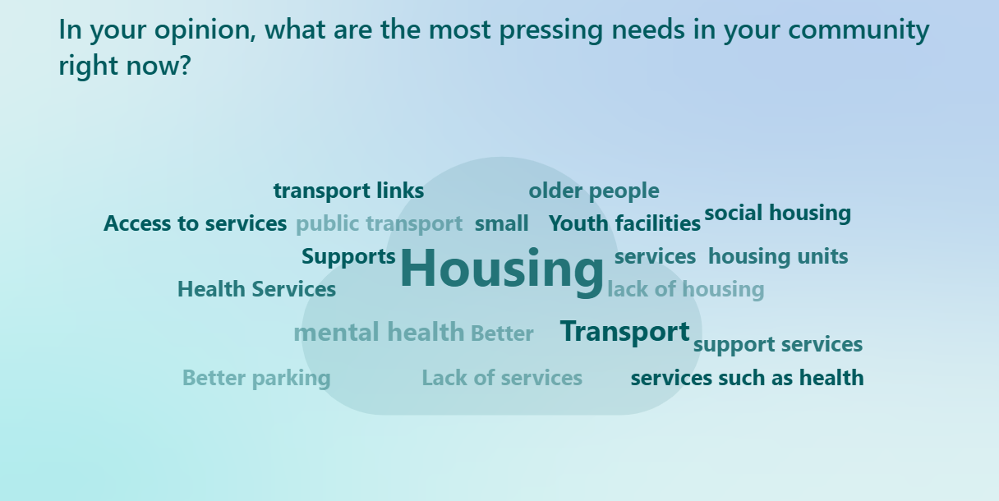 In your opinion, what are the most pressing needs in your community
right now?
transport links older people
Access to services public transport small Youth facilities social housing
Supports Housing services housing units
Health Services lack of housing
mental health Better Transport support services
Better parking Lack of services services such as health